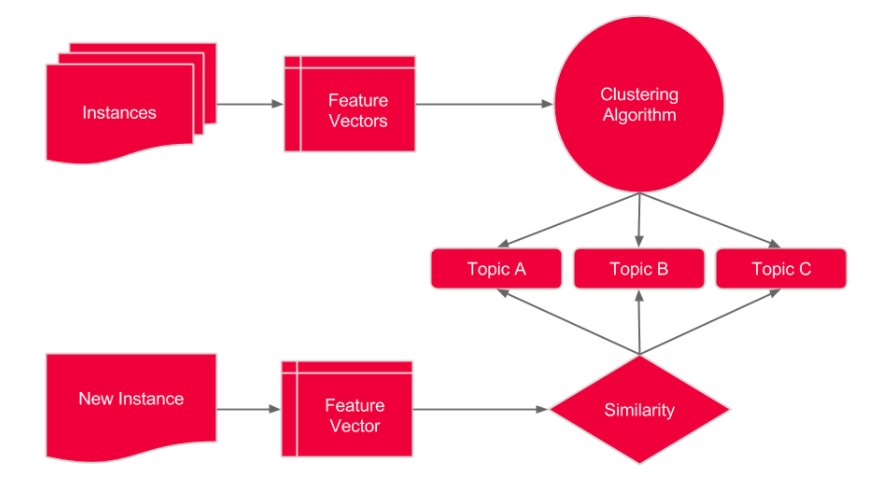 Instances
Feature
Vectors
Clustering
Algorithm
Topic A
Topic B
Topic C
New Instance
Feature
Vector
Similarity